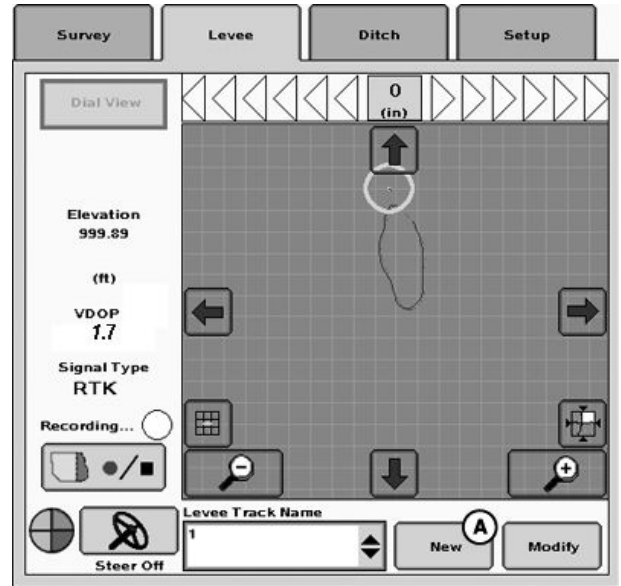 Survey
Levee
Ditch
Setup
Dial View
0
(in)
Elevation
999.89
(ft)
VDOP
1.7
Signal Type
RTK
Recording...
Steer Off
Levee Track Name
1
New
A
Modify